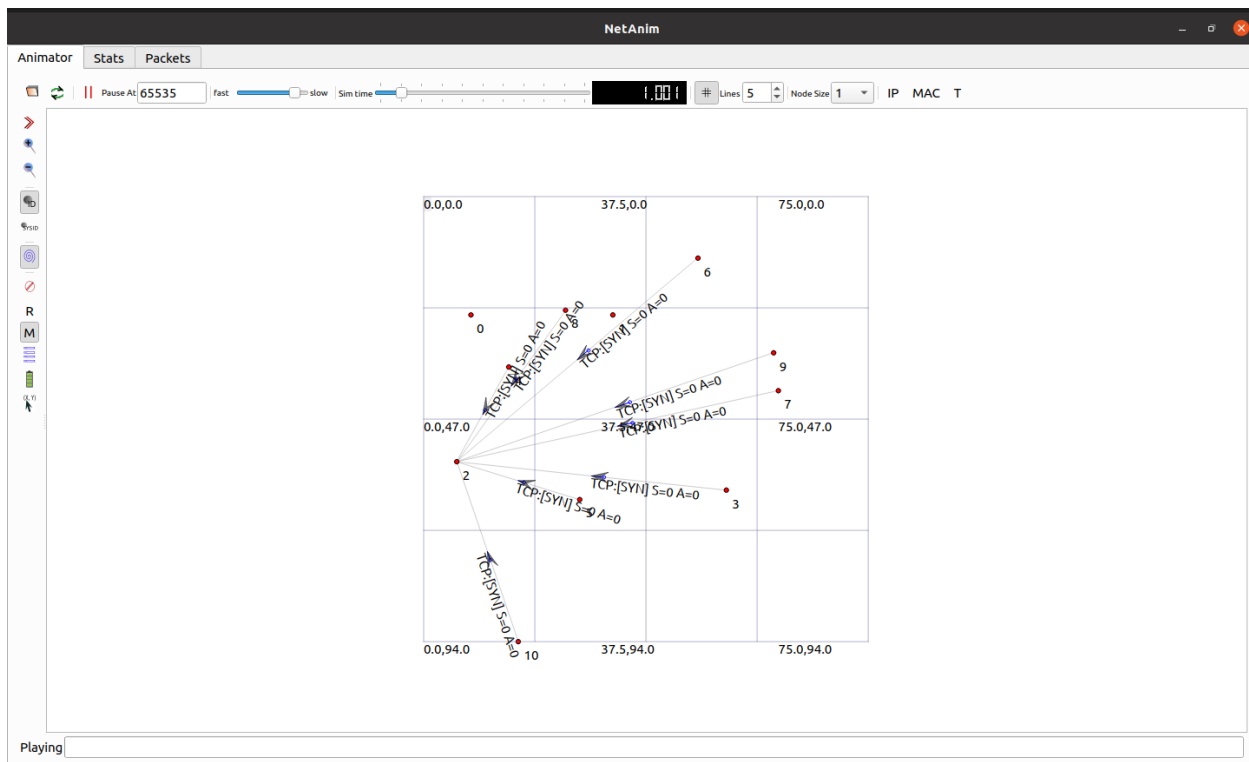 NetAnim
Animator Stats Packets
Pause At 65535 fast slow Sim time 1.001 Lines 5 Node Size 1 IP MAC T
SYSID
R
M
(X,Y)
0.0,0.0 37.5,0.0 75.0,0.0
6
0
8
TCP:[SYN] S=0 A=0
TCP:[SYN] S=0 A=0
TCP:[SYN] S=0 A=0
9
TCP:[SYN] S=0 A=0
7
TCP:[SYN] S=0 A=0
0.0,47.0 75.0,47.0
2
TCP:[SYN] S=0 A=0
3
TCP:[SYN] S=0 A=0
5
TCP:[SYN] S=0 A=0
10
0.0,94.0 37.5,94.0 75.0,94.0
Playing